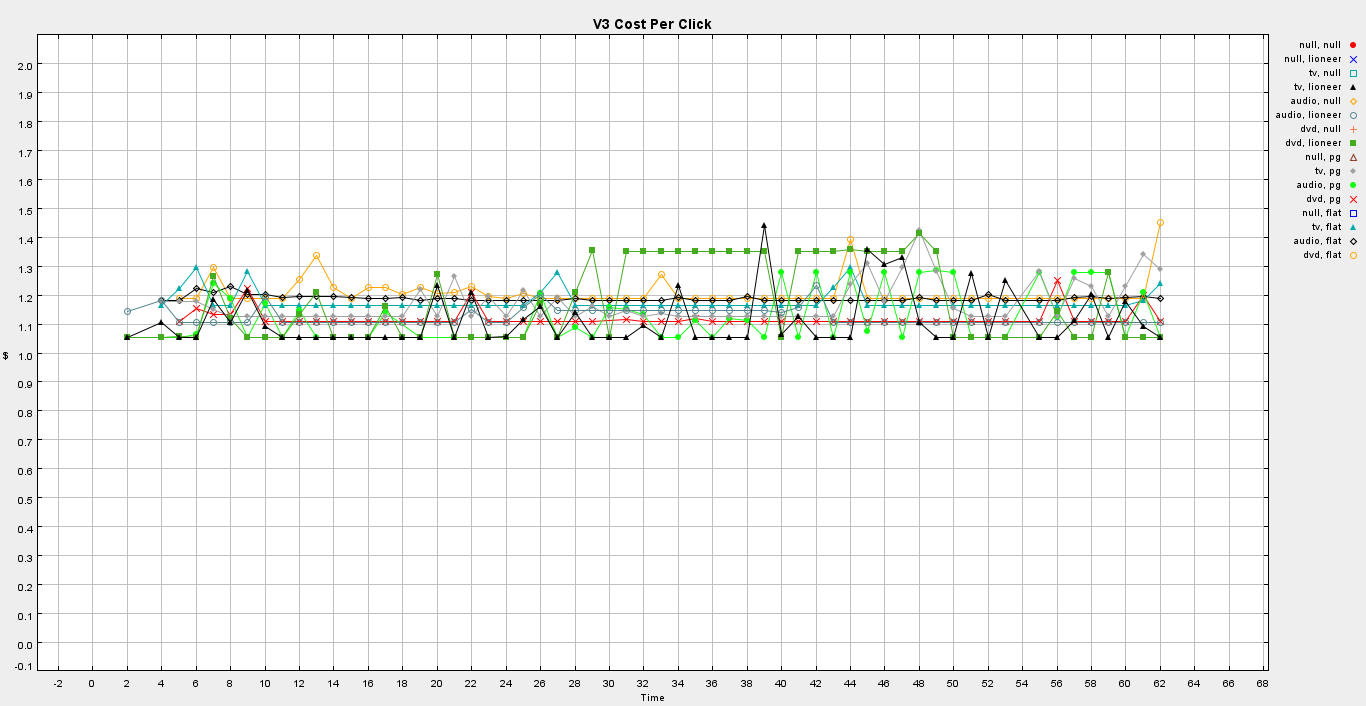 V3 Cost Per Click
null, null
null, lioneer
tv, null
tv, lioneer
audio, null
audio, lioneer
dvd, null
dvd, lioneer
null, pg
tv, pg
audio, pg
dvd, pg
null, flat
tv, flat
audio, flat
dvd, flat
2.0
1.9
1.8
1.7
1.6
1.5
1.4
1.3
1.2
1.1
1.0
$
0.9
0.8
0.7
0.6
0.5
0.4
0.3
0.2
0.1
0.0
-0.1
-2 0 2 4 6 8 10 12 14 16 18 20 22 24 26 28 30 32 34 36 38 40 42 44 46 48 50 52 54 56 58 60 62 64 66 68
Time